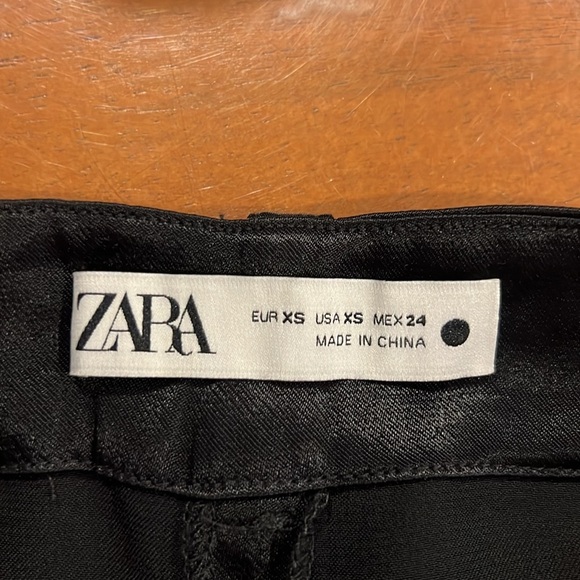 ZARA
EUR XS USA XS MEX 24
MADE IN CHINA